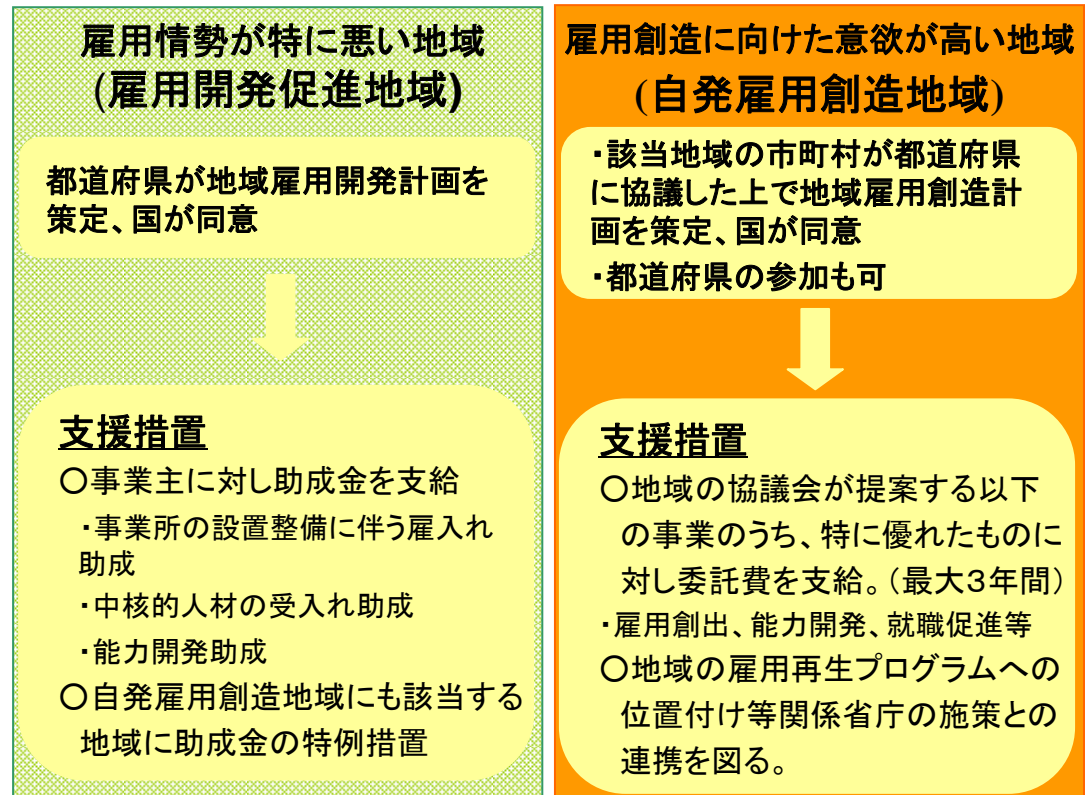 雇用情勢が特に悪い地域
(雇用開発促進地域)
都道府県が地域雇用開発計画を
策定、国が同意
支援措置
○事業主に対し助成金を支給
・事業所の設置整備に伴う雇入れ
助成
・中核的人材の受入れ助成
・能力開発助成
○自発雇用創造地域にも該当する
地域に助成金の特例措置
雇用創造に向けた意欲が高い地域
(自発雇用創造地域)
・該当地域の市町村が都道府県
に協議した上で地域雇用創造計
画を策定、国が同意
・都道府県の参加も可
支援措置
○地域の協議会が提案する以下
の事業のうち、特に優れたものに
対し委託費を支給。(最大3年間)
・雇用創出、能力開発、就職促進等
○地域の雇用再生プログラムへの
位置付け等関係省庁の施策との
連携を図る。